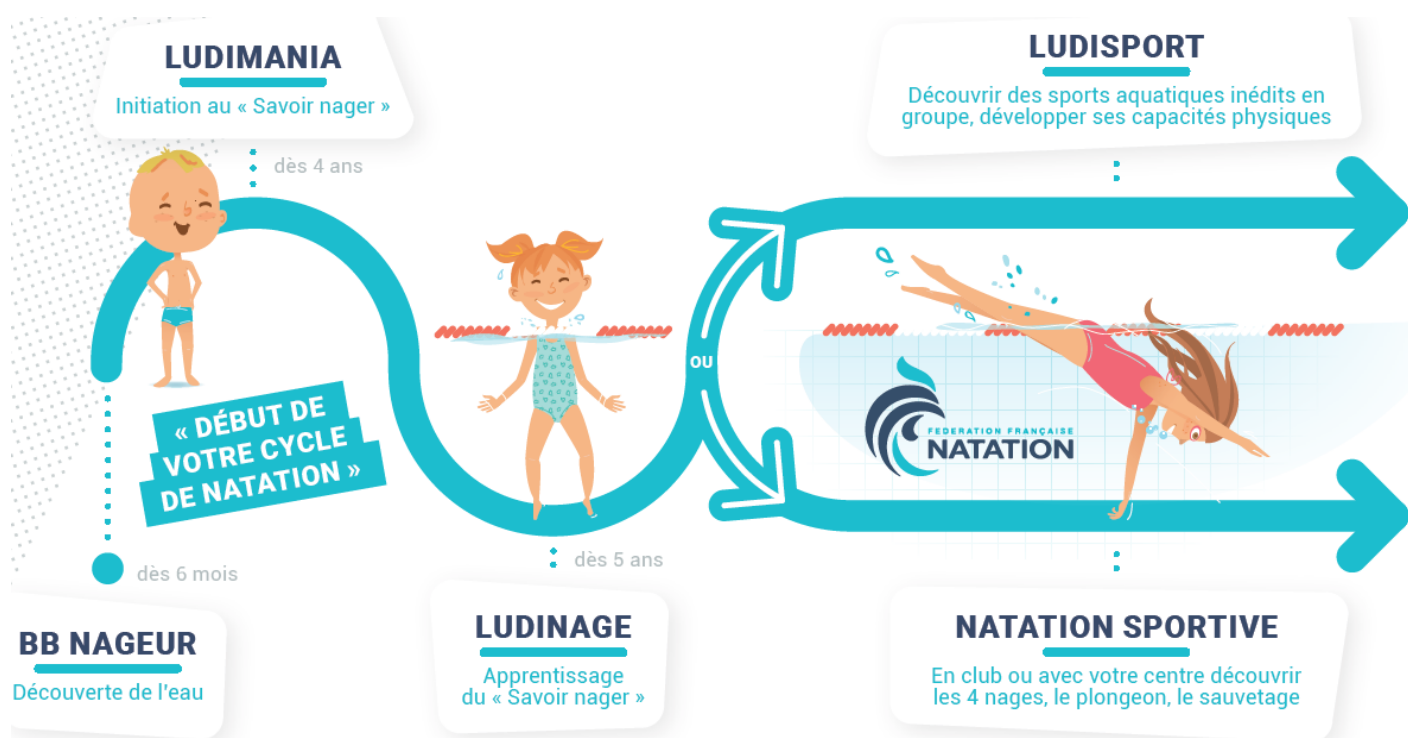 LUDIMANIA
Initiation au « Savoir nager »
dès 4 ans
LUDISPORT
Découvrir des sports aquatiques inédits en
groupe, développer ses capacités physiques
« DÉBUT DE
VOTRE CYCLE
DE NATATION »
OU
FEDERATION FRANÇAISE
NATATION
dès 6 mois
BB NAGEUR
Découverte de l'eau
dès 5 ans
LUDINAGE
Apprentissage
du « Savoir nager »
NATATION SPORTIVE
En club ou avec votre centre découvrir
les 4 nages, le plongeon, le sauvetage